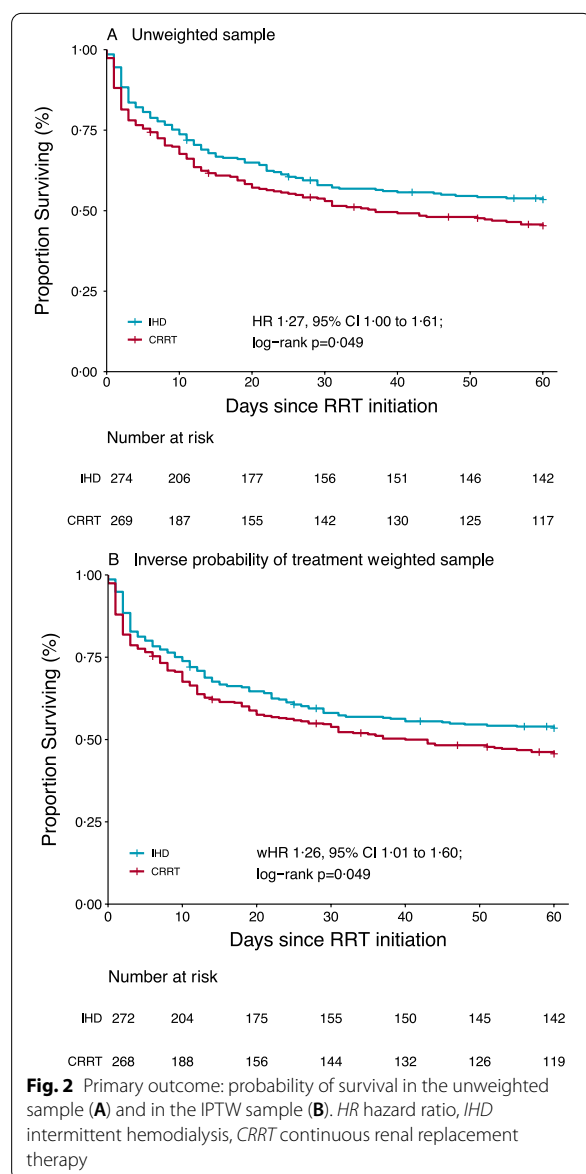 A Unweighted sample
1·00
0·75
0·50
0·25
0·00
Proportion Surviving (%)
IHD
CRRT
HR 1·27, 95% CI 1·00 to 1·61;
log−rank p=0·049
0 10 20 30 40 50 60
Days since RRT initiation
Number at risk
IHD 274 206 177 156 151 146 142
CRRT 269 187 155 142 130 125 117
B Inverse probability of treatment weighted sample
1·00
0·75
0·50
0·25
0·00
Proportion Surviving (%)
IHD
CRRT
wHR 1·26, 95% CI 1·01 to 1·60;
log−rank p=0·049
0 10 20 30 40 50 60
Days since RRT initiation
Number at risk
IHD 272 204 175 155 150 145 142
CRRT 268 188 156 144 132 126 119
Fig. 2 Primary outcome: probability of survival in the unweighted
sample (A) and in the IPTW sample (B). HR hazard ratio, IHD
intermittent hemodialysis, CRRT continuous renal replacement
therapy